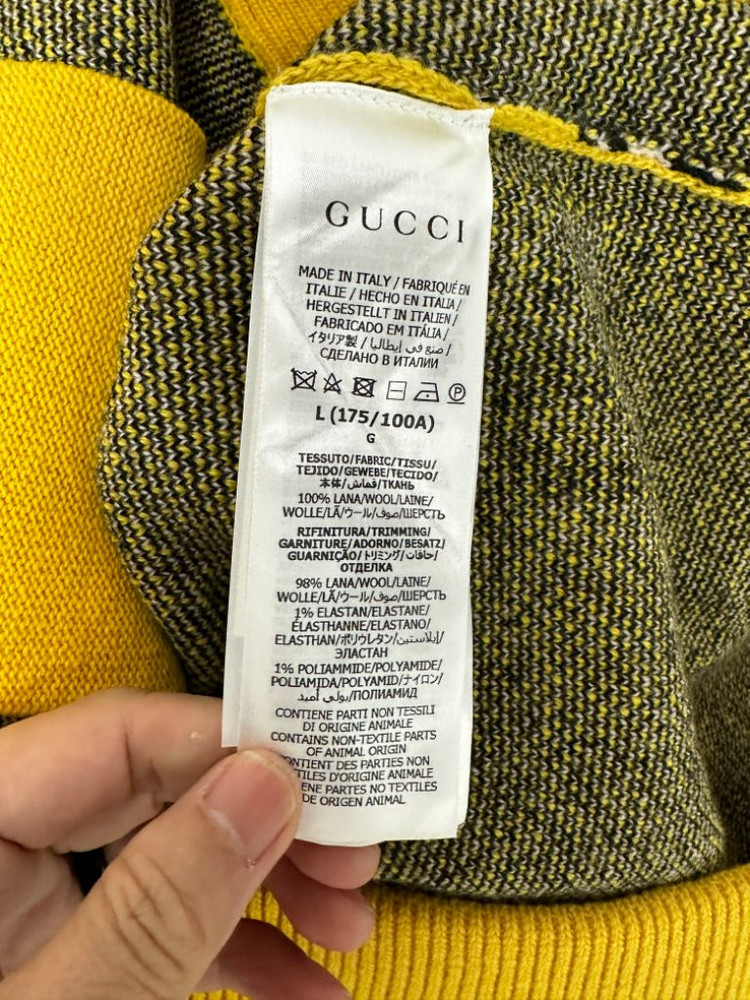 GUCCI
MADE IN ITALY / FABRIQUÉ EN
ITALIE / HECHO EN ITALIA /
HERGESTELLT IN ITALIEN /
FABRICADO EM ITÁLIA /
イタリア製 / صنع في إيطاليا /
СДЕЛАНО В ИТАЛИИ
P
L (175/100A)
G
TESSUTO/FABRIC/TISSU/
TEJIDO/GEWEBE/TECIDO/
本体/قماش/ТКАНЬ
100% LANA/WOOL/LAINE/
WOLLE/LÃ/ウール/صوف/ШЕРСТЬ
RIFINITURA/TRIMMING/
GARNITURE/ADORNO/BESATZ/
GUARNIÇÃO/トリミング/حافات/
ОТДЕЛКА
98% LANA/WOOL/LAINE/
WOLLE/LÃ/ウール/صوف/ШЕРСТЬ
1% ELASTAN/ELASTANE/
ÉLASTHANNE/ELASTANO/
ELASTHAN/ポリウレタン/إيلاستين/
ЭЛАСТАН
1% POLIAMMIDE/POLYAMIDE/
POLIAMIDA/POLYAMID/ナイロン/
بولي أميد/ПОЛИАМИД
CONTIENE PARTI NON TESSILI
DI ORIGINE ANIMALE
CONTAINS NON-TEXTILE PARTS
OF ANIMAL ORIGIN
ONTIENT DES PARTIES NON
TILES D'ORIGINE ANIMALE
ENE PARTES NO TEXTILES
DE ORIGEN ANIMAL